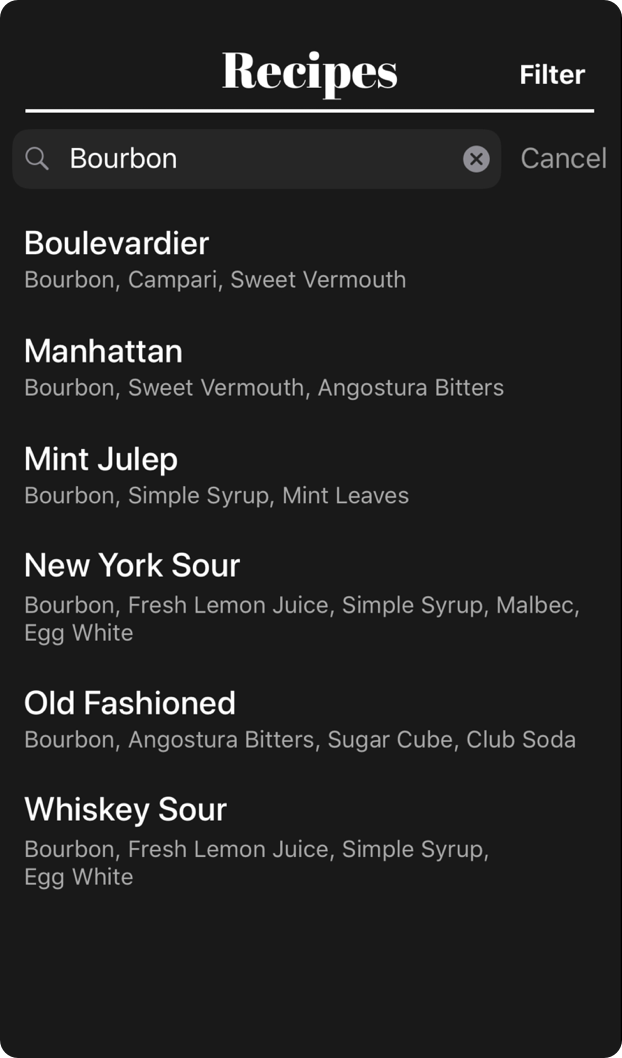 Recipes
Filter
Bourbon
Cancel
Boulevardier
Bourbon, Campari, Sweet Vermouth
Manhattan
Bourbon, Sweet Vermouth, Angostura Bitters
Mint Julep
Bourbon, Simple Syrup, Mint Leaves
New York Sour
Bourbon, Fresh Lemon Juice, Simple Syrup, Malbec,
Egg White
Old Fashioned
Bourbon, Angostura Bitters, Sugar Cube, Club Soda
Whiskey Sour
Bourbon, Fresh Lemon Juice, Simple Syrup,
Egg White